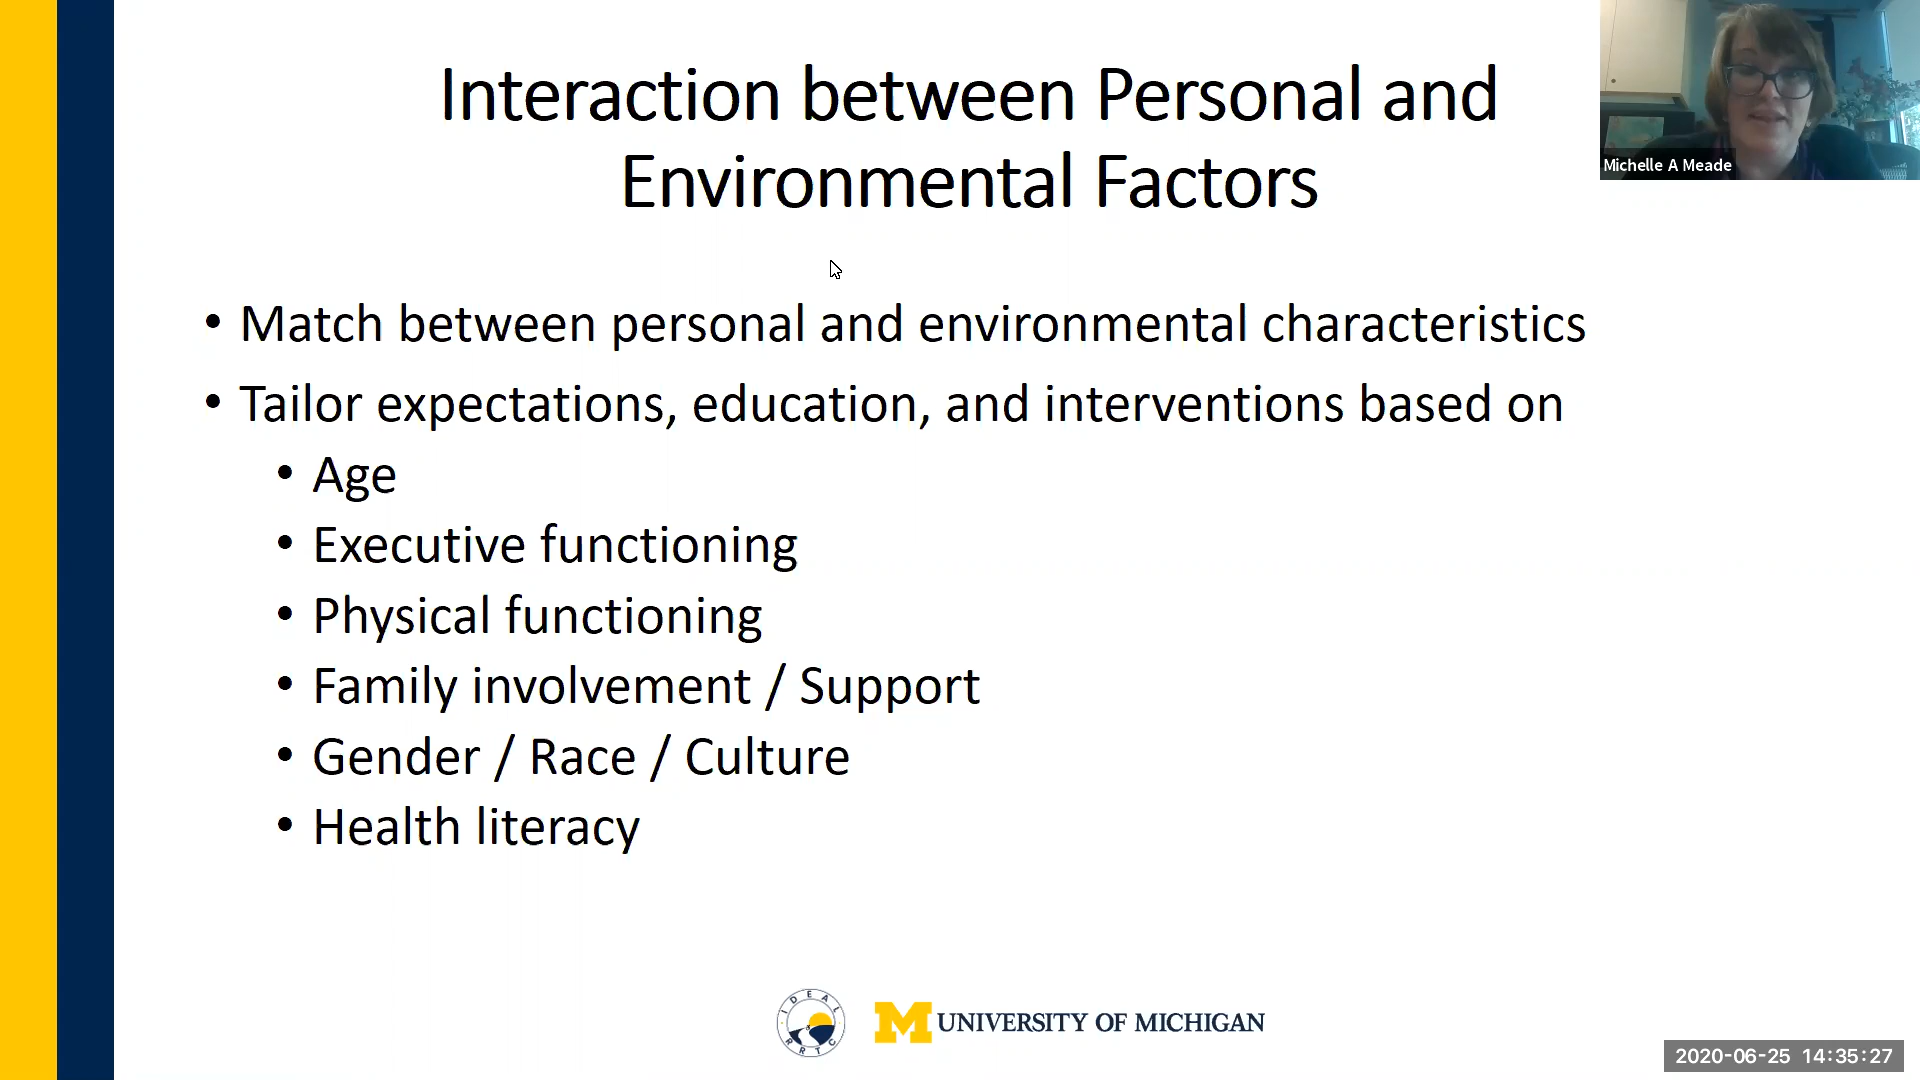 Interaction between Personal and
Environmental Factors
Michelle A Meade
• Match between personal and environmental characteristics
• Tailor expectations, education, and interventions based on
• Age
• Executive functioning
• Physical functioning
• Family involvement / Support
• Gender / Race / Culture
• Health literacy
IDEAL
RRTC
M UNIVERSITY OF MICHIGAN
2020-06-25 14:35:27